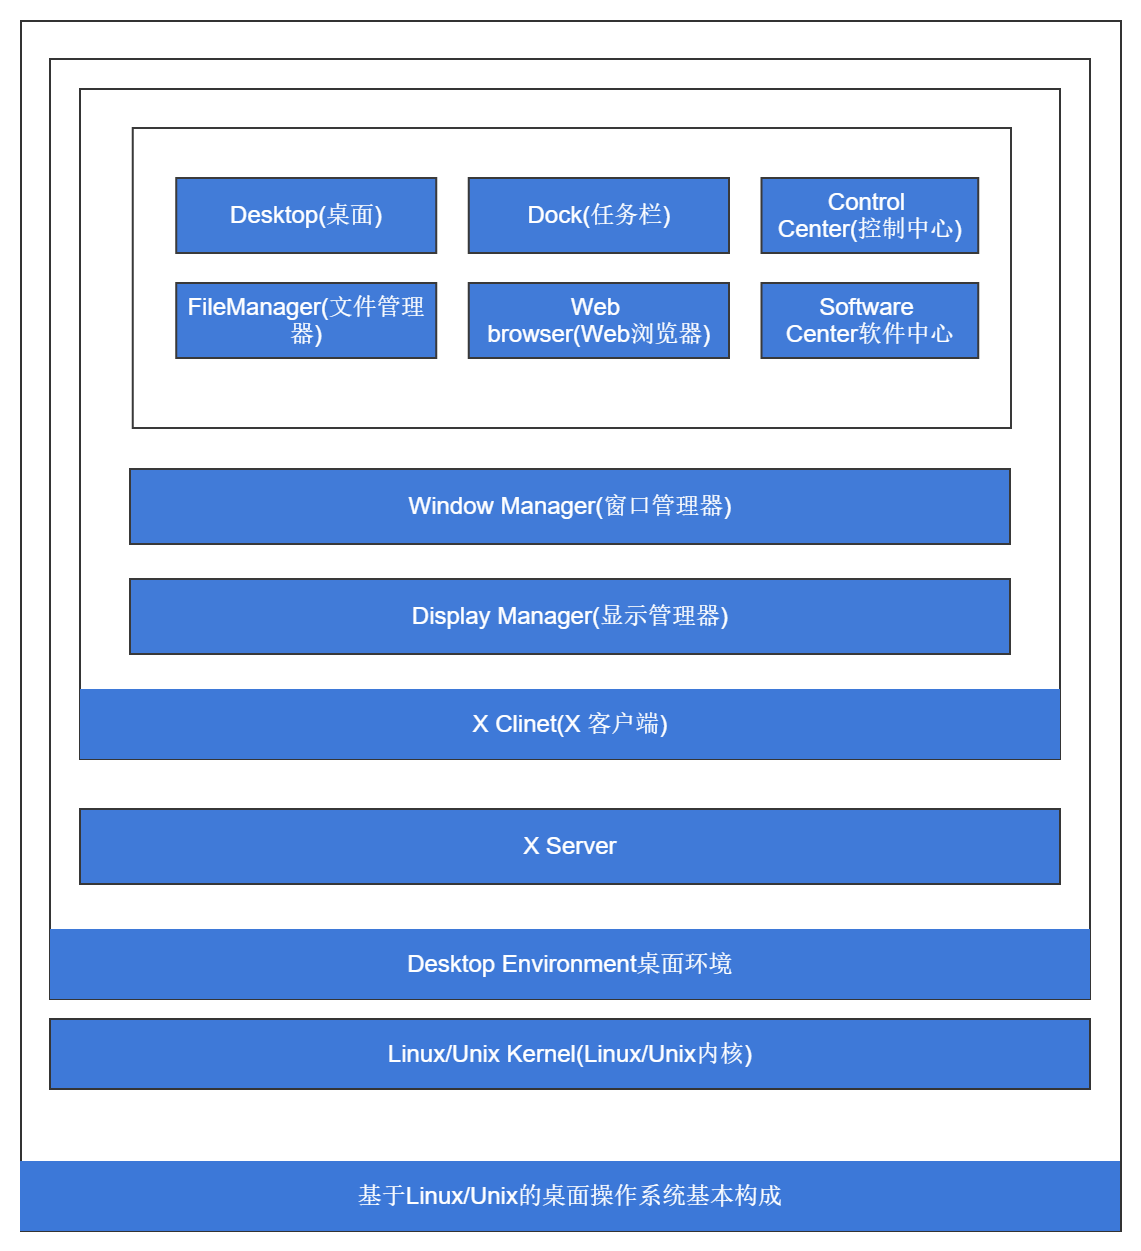 Desktop(桌面)
Dock(任务栏)
Control
Center(控制中心)
FileManager(文件管理
器)
Web
browser(Web浏览器)
Software
Center软件中心
Window Manager(窗口管理器)
Display Manager(显示管理器)
X Clinet(X 客户端)
X Server
Desktop Environment桌面环境
Linux/Unix Kernel(Linux/Unix内核)
基于Linux/Unix的桌面操作系统基本构成